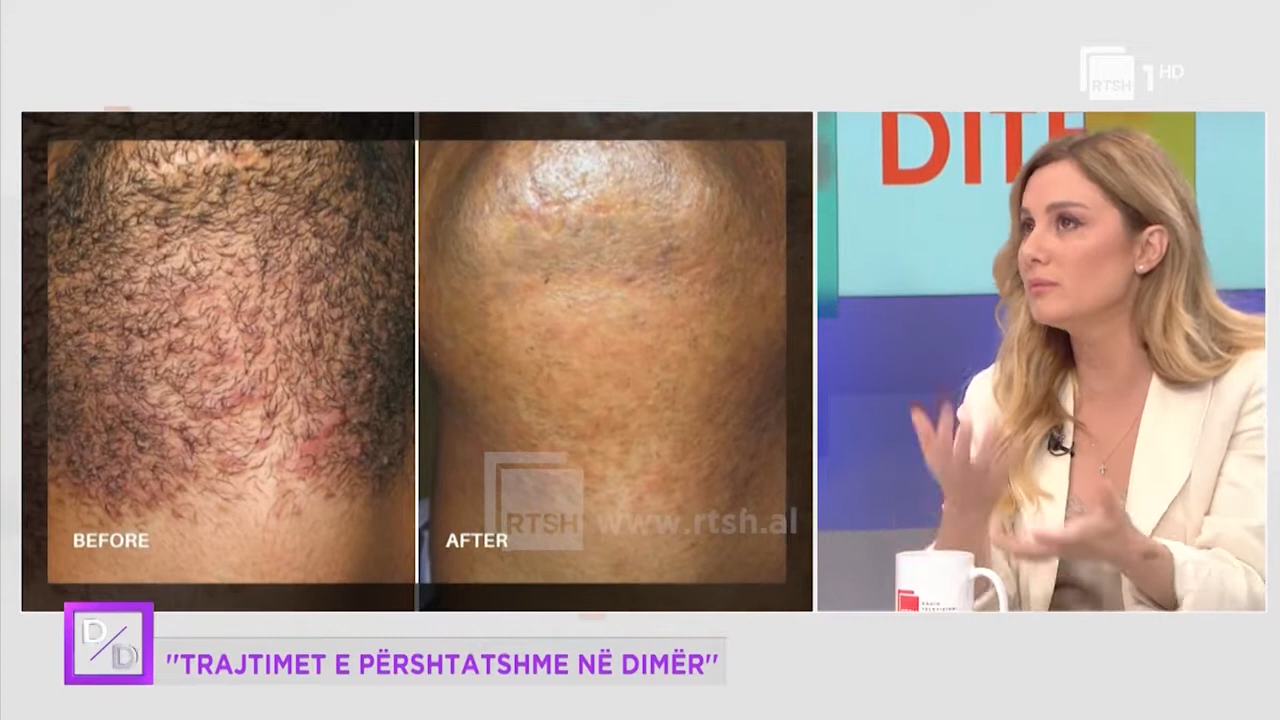 RTSH 1 HD
DITË
BEFORE
AFTER
RTSH www.rtsh.al
D/D
"TRAJTIMET E PËRSHTATSHME NË DIMËR"